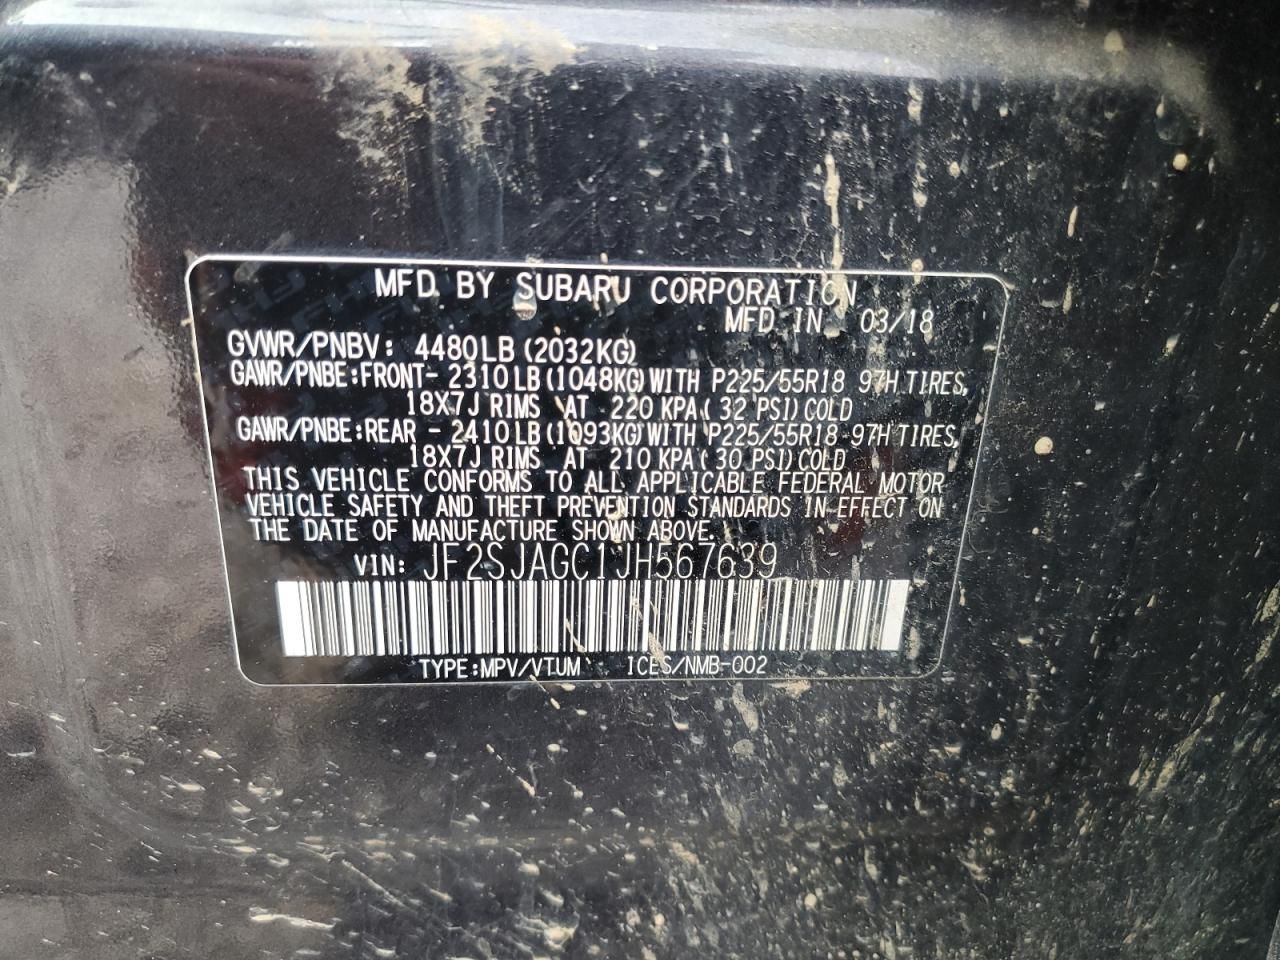 MFD BY SUBARU CORPORATION
MFD IN 03/18
GVWR/PNBV: 4480LB (2032KG)
GAWR/PNBE:FRONT- 2310LB (1048KG) WITH P225/55R18 97H TIRES,
18X7J RIMS AT 220 KPA( 32 PSI) COLD
GAWR/PNBE:REAR - 2410LB (1093KG) WITH P225/55R18 97H TIRES,
18X7J RIMS AT 210 KPA( 30 PSI) COLD
THIS VEHICLE CONFORMS TO ALL APPLICABLE FEDERAL MOTOR
VEHICLE SAFETY AND THEFT PREVENTION STANDARDS IN EFFECT ON
THE DATE OF MANUFACTURE SHOWN ABOVE.
VIN: JF2SJAGC1JH567639
TYPE:MPV/VTUM ICES/NMB-002